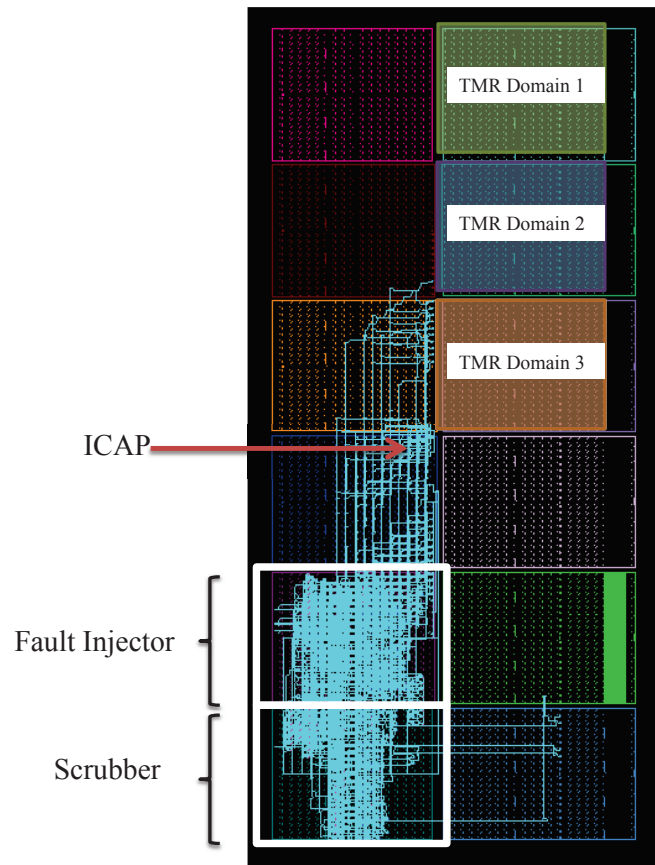 TMR Domain 1
TMR Domain 2
TMR Domain 3
ICAP
Fault Injector
Scrubber